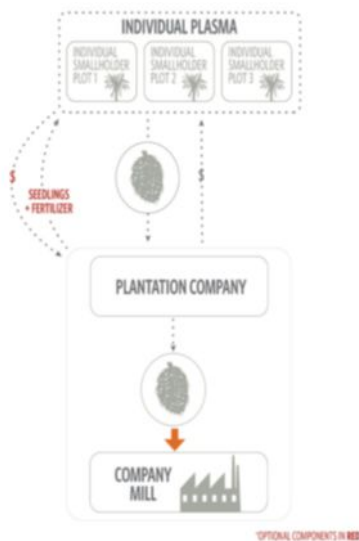 INDIVIDUAL PLASMA
INDIVIDUAL
SMALLHOLDER
PLOT 1
INDIVIDUAL
SMALLHOLDER
PLOT 2
INDIVIDUAL
SMALLHOLDER
PLOT 3
$
SEEDLINGS
+ FERTILIZER
$
PLANTATION COMPANY
COMPANY
MILL
*OPTIONAL COMPONENTS IN RED